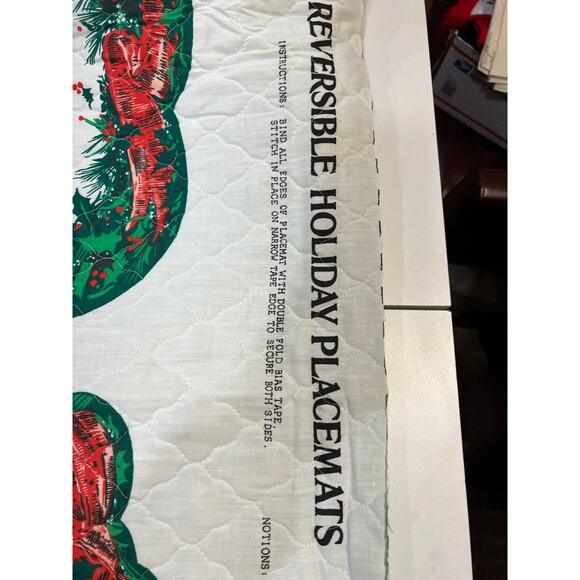 REVERSIBLE HOLIDAY PLACEMATS
INSTRUCTIONS: BIND ALL EDGES OF PLACEMAT WITH DOUBLE FOLD BIAS TAPE,
STITCH IN PLACE ON NARROW TAPE EDGE TO SECURE BOTH SIDES.
NOTIONS: